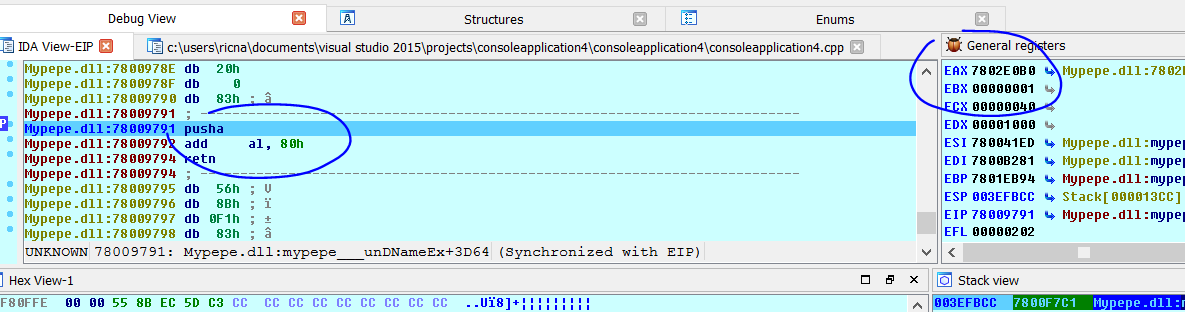 Debug View
Structures
Enums
IDA View-EIP
c:\users\ricna\documents\visual studio 2015\projects\consoleapplication4\consoleapplication4\consoleapplication4.cpp
General registers
Mypepe.dll:7800978E db 20h
Mypepe.dll:7800978F db 0
Mypepe.dll:78009790 db 83h ; â
Mypepe.dll:78009791 ; ---------------------------------------------------------------------------
Mypepe.dll:78009791 pusha
Mypepe.dll:78009792 add al, 80h
Mypepe.dll:78009794 retn
Mypepe.dll:78009794 ; ---------------------------------------------------------------------------
Mypepe.dll:78009795 db 56h ; V
Mypepe.dll:78009796 db 8Bh ; ï
Mypepe.dll:78009797 db 0F1h ; ±
Mypepe.dll:78009798 db 83h ; â
UNKNOWN 78009791: Mypepe.dll:mypepe___unDNameEx+3D64 (Synchronized with EIP)
EAX 7802E0B0 Mypepe.dll:7802
EBX 00000001
ECX 00000040
EDX 00001000
ESI 780041ED Mypepe.dll:mype
EDI 7800B281 Mypepe.dll:mype
EBP 7801EB94 Mypepe.dll:mype
ESP 003EFBCC Stack[000013CC]
EIP 78009791 Mypepe.dll:mype
EFL 00000202
Hex View-1
F80FFE 00 00 55 8B EC 5D C3 CC CC CC CC CC CC CC CC CC ..Uï8]+¦¦¦¦¦¦¦¦¦
Stack view
003EFBCC 7800F7C1 Mypepe.dll:m